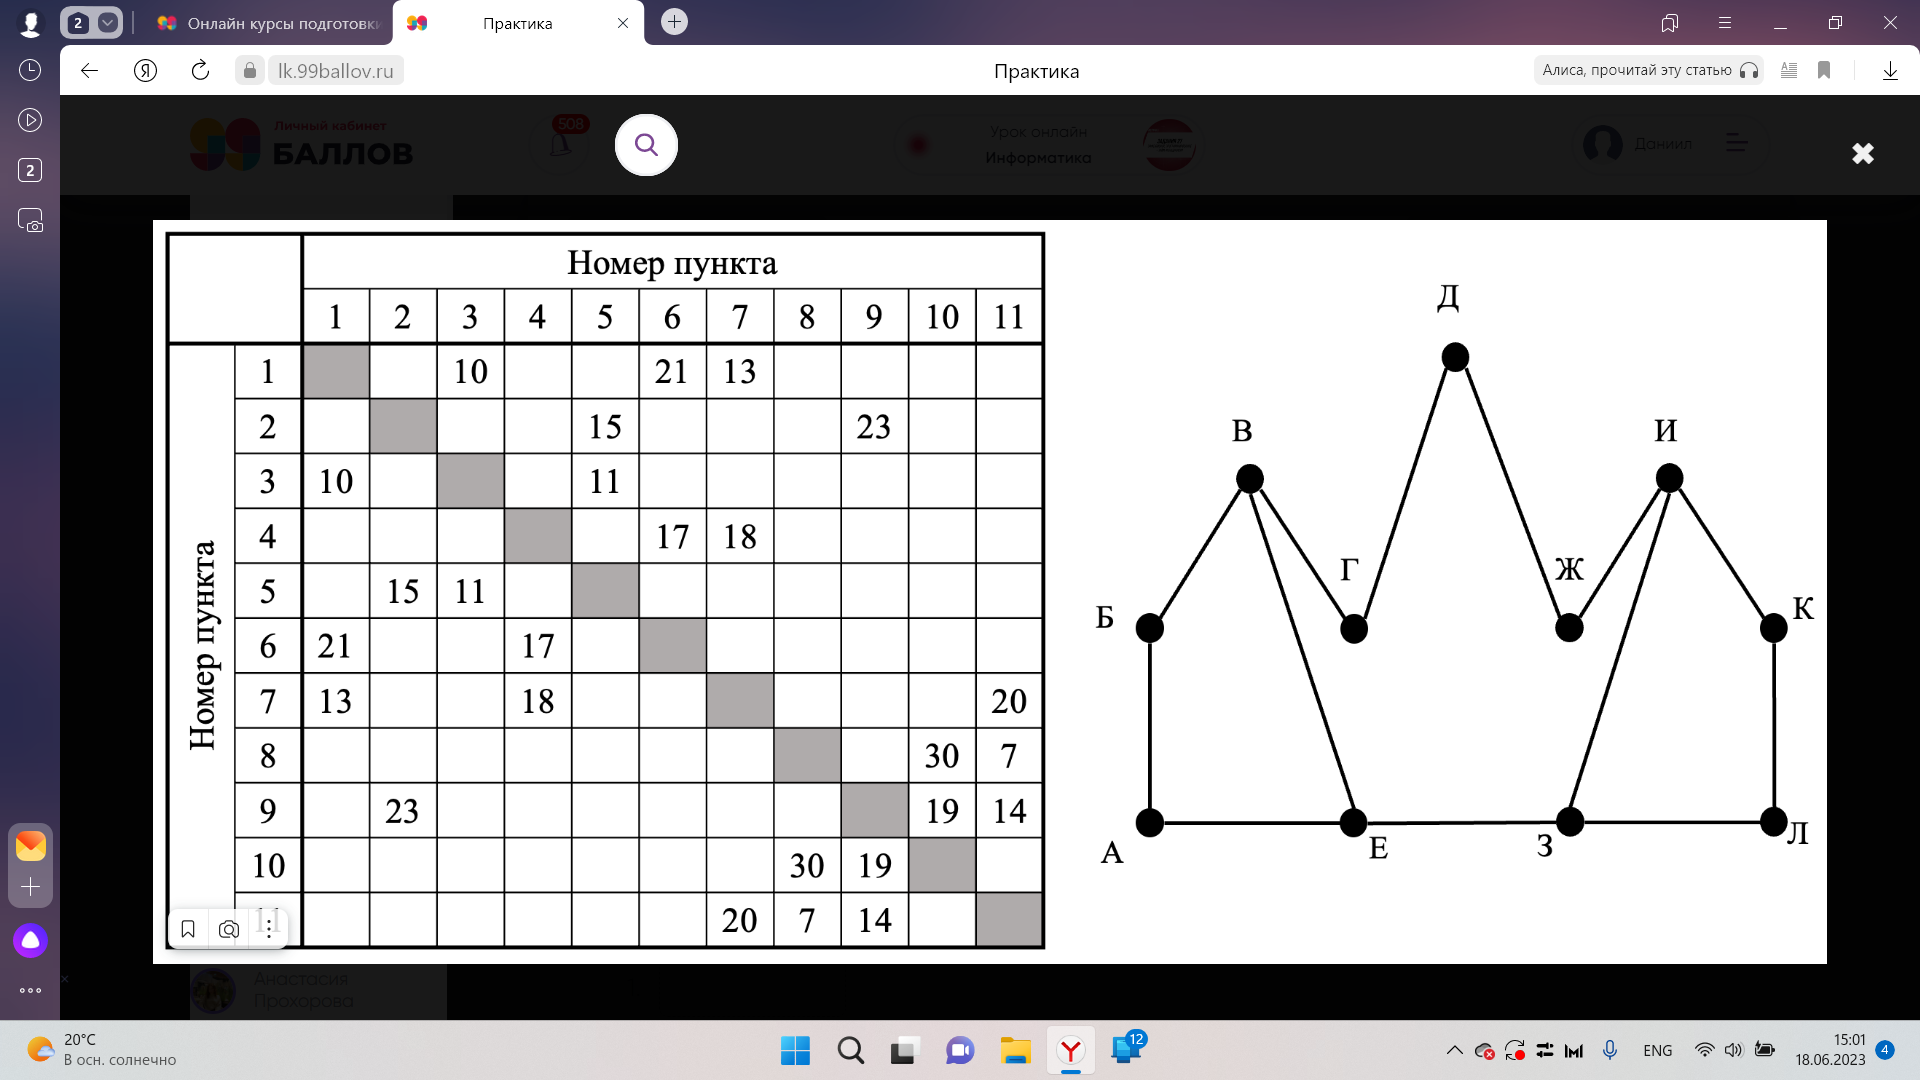 2
Онлайн курсы подготовки
Практика
lk.99ballov.ru
Практика
Алиса, прочитай эту статью
2
Личный кабинет
БАЛЛОВ
508
Урок онлайн
Информатика
Даниил
Номер пункта
1 2 3 4 5 6 7 8 9 10 11
Номер пункта
1 10 21 13
2 15 23
3 10 11
4 17 18
5 15 11
6 21 17
7 13 18 20
8 30 7
9 23 19 14
10 30 19
11 20 7 14
Д
В И
Г Ж
Б К
А Е З Л
Анастасия
Прохорова
20°C
В осн. солнечно
12
ENG
15:01
18.06.2023
4